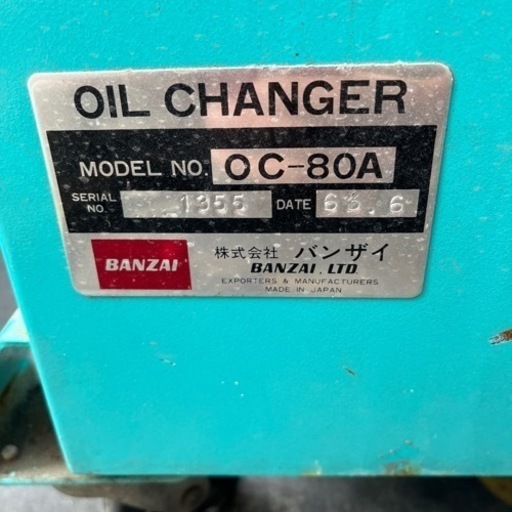 OIL CHANGER
MODEL NO. OC-80A
SERIAL NO. 1355 DATE 63.6
BANZAI 株式会社 バンザイ
BANZAI, LTD.
EXPORTERS & MANUFACTURERS
MADE IN JAPAN